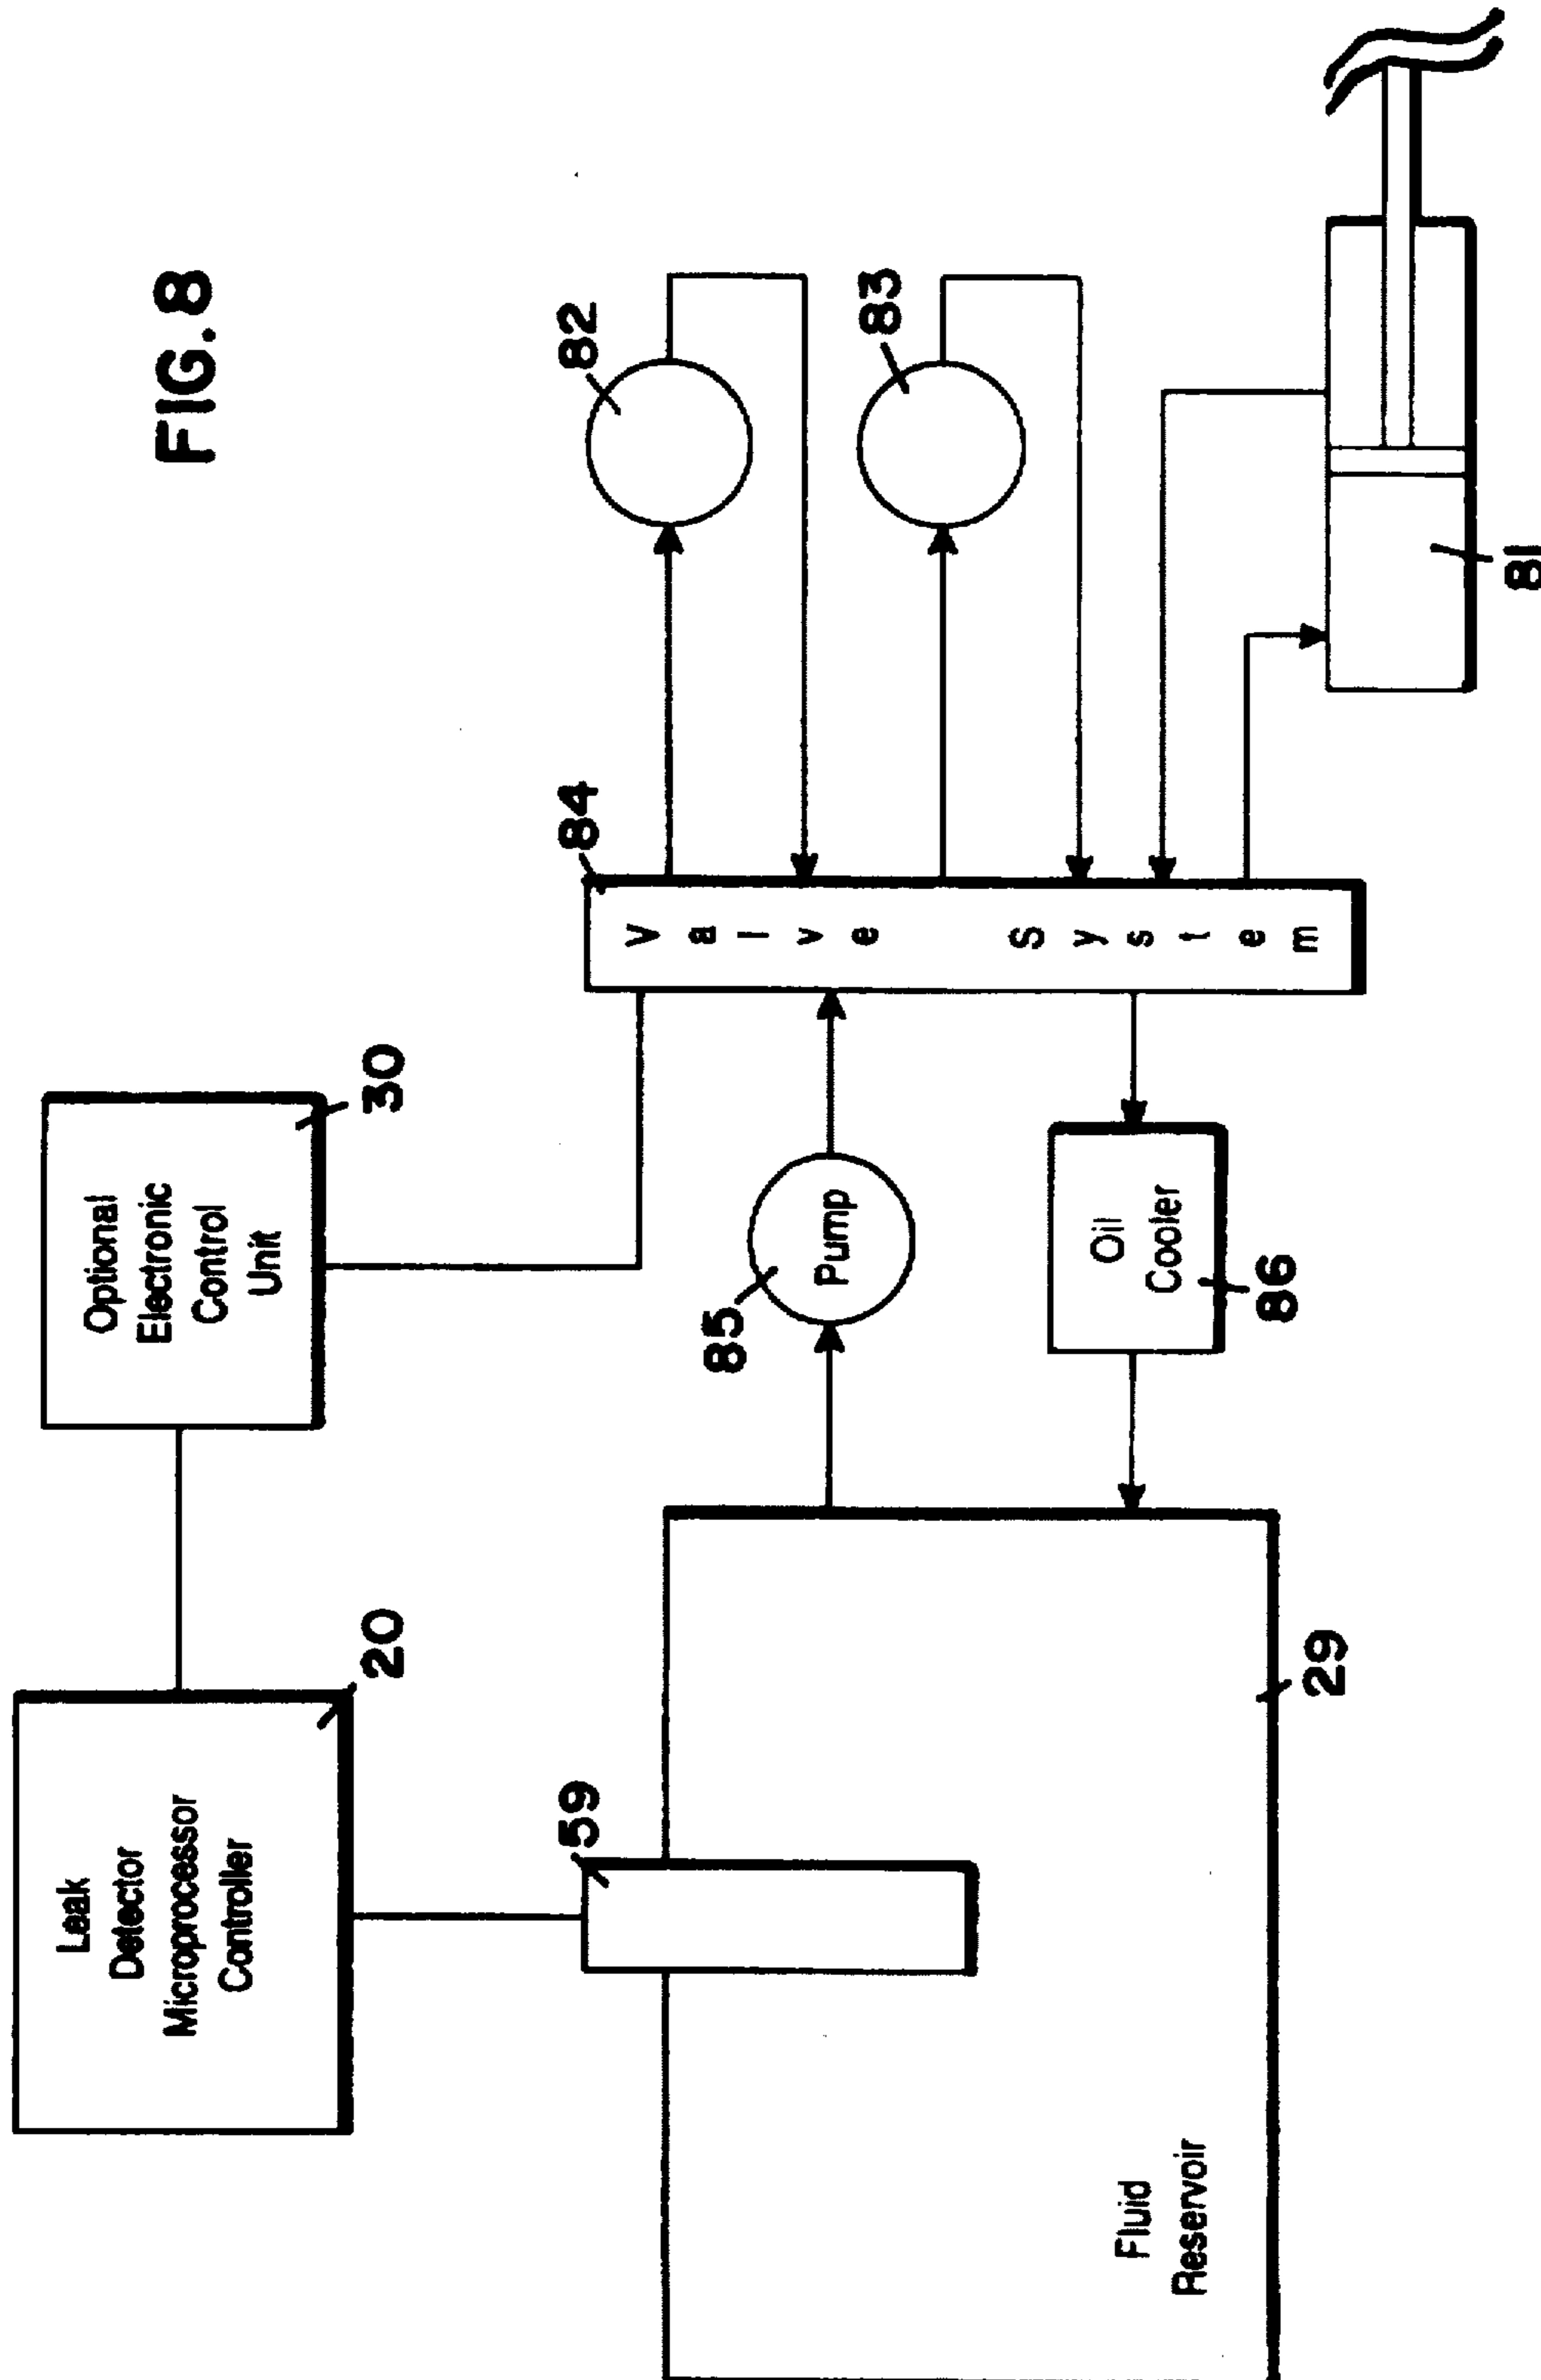 FIG. 8
Leak
Detector
Microprocessor
Controller
20
Optional
Electronic
Control
Unit
30
59
Fluid
Reservoir
29
85
Pump
Oil
Cooler
86
84
Valve System
82
83
81